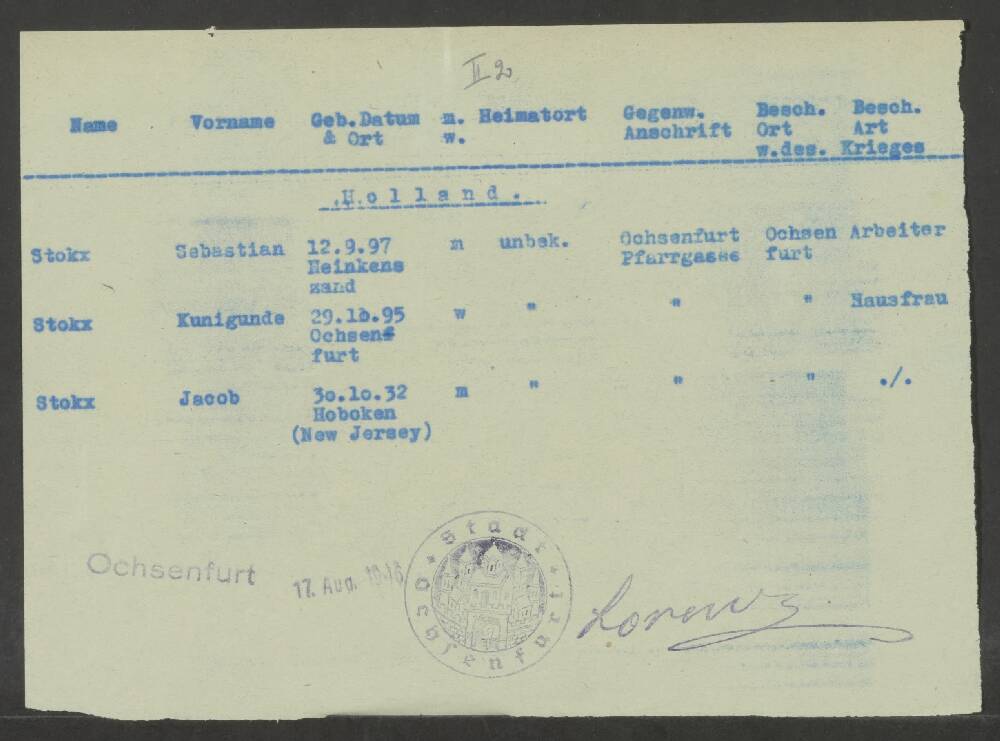 II 2
Name Vorname Geb.Datum & Ort m. w. Heimatort Gegenw. Anschrift Besch. Ort w.des. Besch. Art Krieges
.H.o l l a n d .
Stokx Sebastian 12.9.97 m unbek. Ochsenfurt Ochsen Arbeiter
Heinkens Pfarrgasse furt
zand
Stokx Kunigunde 29.10.95 w " " " Hausfrau
Ochsenf
furt
Stokx Jacob 30.10.32 m " " " ./.
Hoboken
(New Jersey)
Ochsenfurt 17. Aug. 1946
Stadt Ochsenfurt
Lorenz